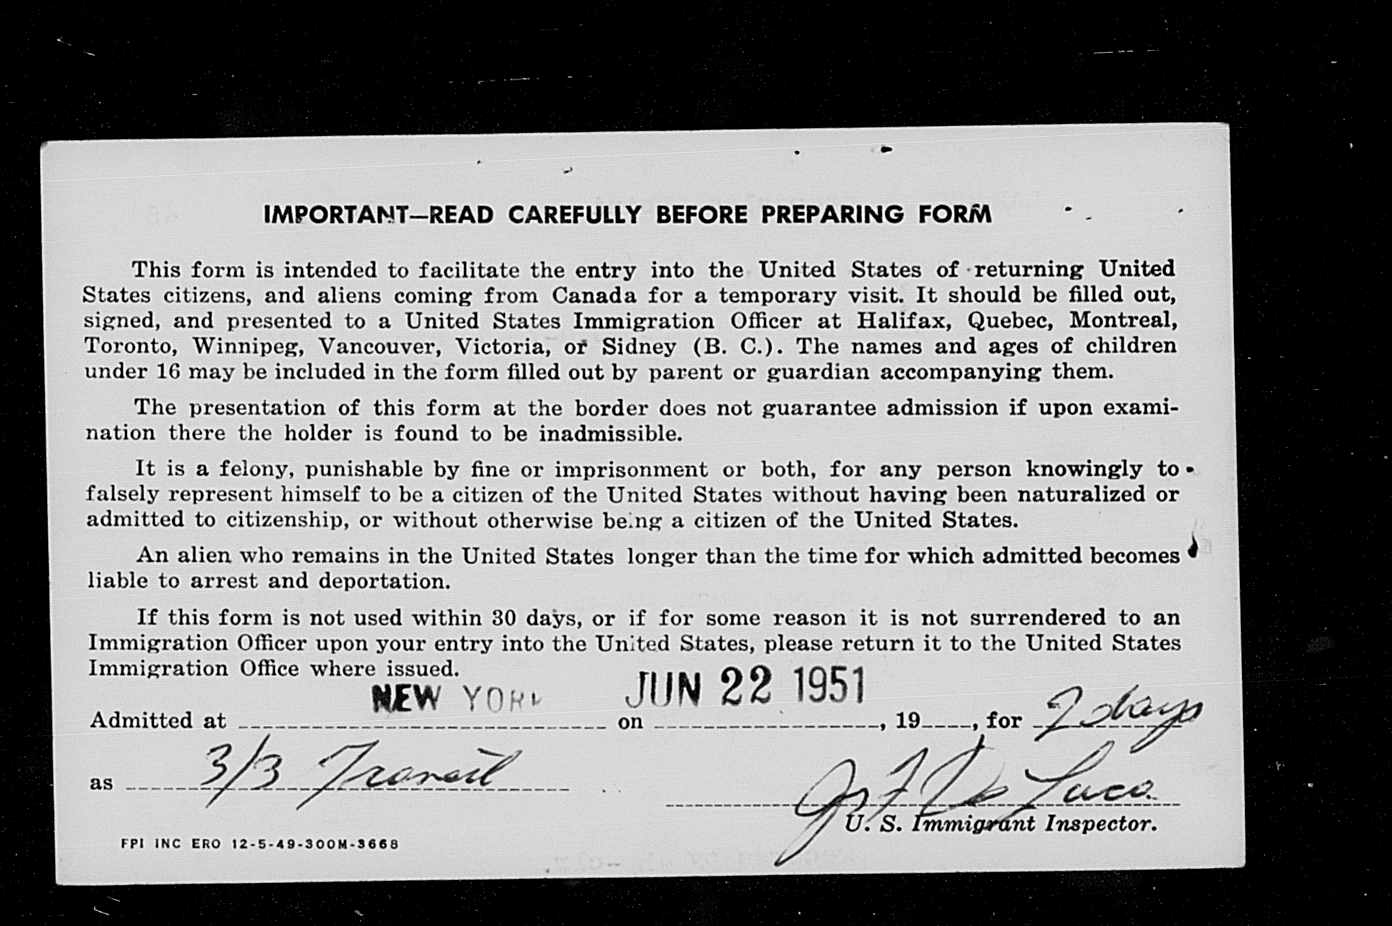 IMPORTANT—READ CAREFULLY BEFORE PREPARING FORM
This form is intended to facilitate the entry into the United States of returning United
States citizens, and aliens coming from Canada for a temporary visit. It should be filled out,
signed, and presented to a United States Immigration Officer at Halifax, Quebec, Montreal,
Toronto, Winnipeg, Vancouver, Victoria, or Sidney (B. C.). The names and ages of children
under 16 may be included in the form filled out by parent or guardian accompanying them.
The presentation of this form at the border does not guarantee admission if upon exami-
nation there the holder is found to be inadmissible.
It is a felony, punishable by fine or imprisonment or both, for any person knowingly to
falsely represent himself to be a citizen of the United States without having been naturalized or
admitted to citizenship, or without otherwise being a citizen of the United States.
An alien who remains in the United States longer than the time for which admitted becomes
liable to arrest and deportation.
If this form is not used within 30 days, or if for some reason it is not surrendered to an
Immigration Officer upon your entry into the United States, please return it to the United States
Immigration Office where issued.
Admitted at NEW YORK on JUN 22 1951, 19____, for 2 days
as 3/3 Transit
U. S. Immigrant Inspector.
FPI INC ERO 12-5-49-300M-3668